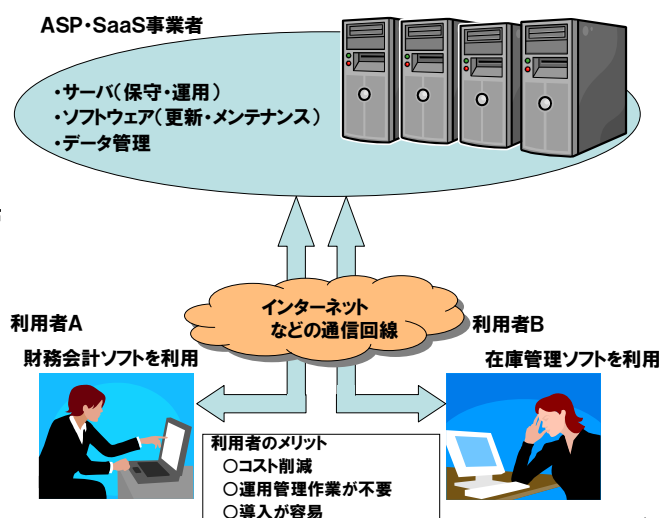 ASP・SaaS事業者
・サーバ（保守・運用）
・ソフトウェア（更新・メンテナンス）
・データ管理
インターネット
などの通信回線
利用者A
財務会計ソフトを利用
利用者B
在庫管理ソフトを利用
利用者のメリット
○コスト削減
○運用管理作業が不要
○導入が容易